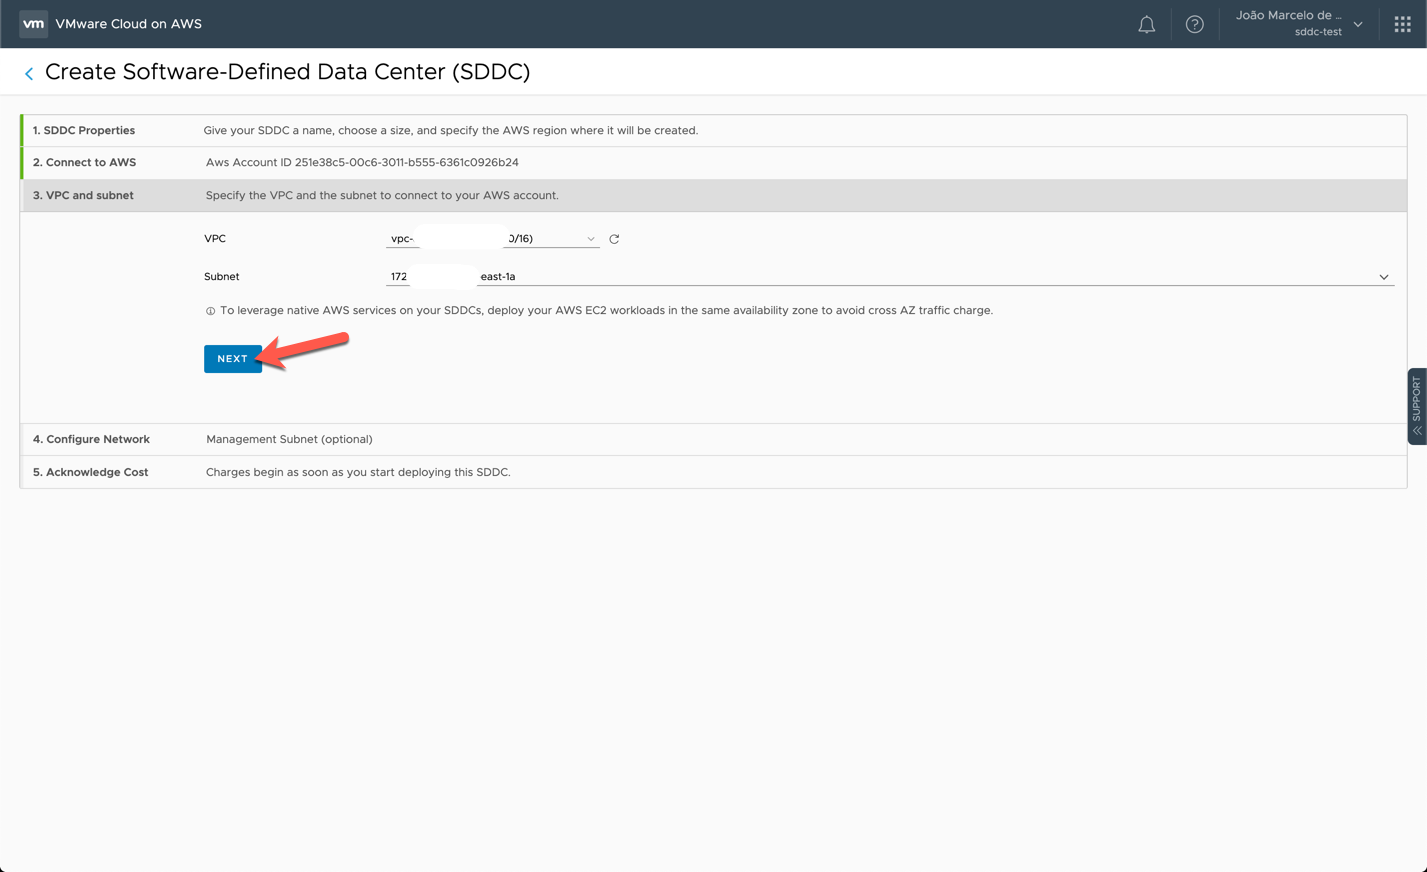 vm VMware Cloud on AWS
João Marcelo de ...
sddc-test
Create Software-Defined Data Center (SDDC)
1. SDDC Properties Give your SDDC a name, choose a size, and specify the AWS region where it will be created.
2. Connect to AWS Aws Account ID 251e38c5-00c6-3011-b555-6361c0926b24
3. VPC and subnet Specify the VPC and the subnet to connect to your AWS account.
VPC vpc- 0/16)
Subnet 172 east-1a
To leverage native AWS services on your SDDCs, deploy your AWS EC2 workloads in the same availability zone to avoid cross AZ traffic charge.
NEXT
SUPPORT
4. Configure Network Management Subnet (optional)
5. Acknowledge Cost Charges begin as soon as you start deploying this SDDC.